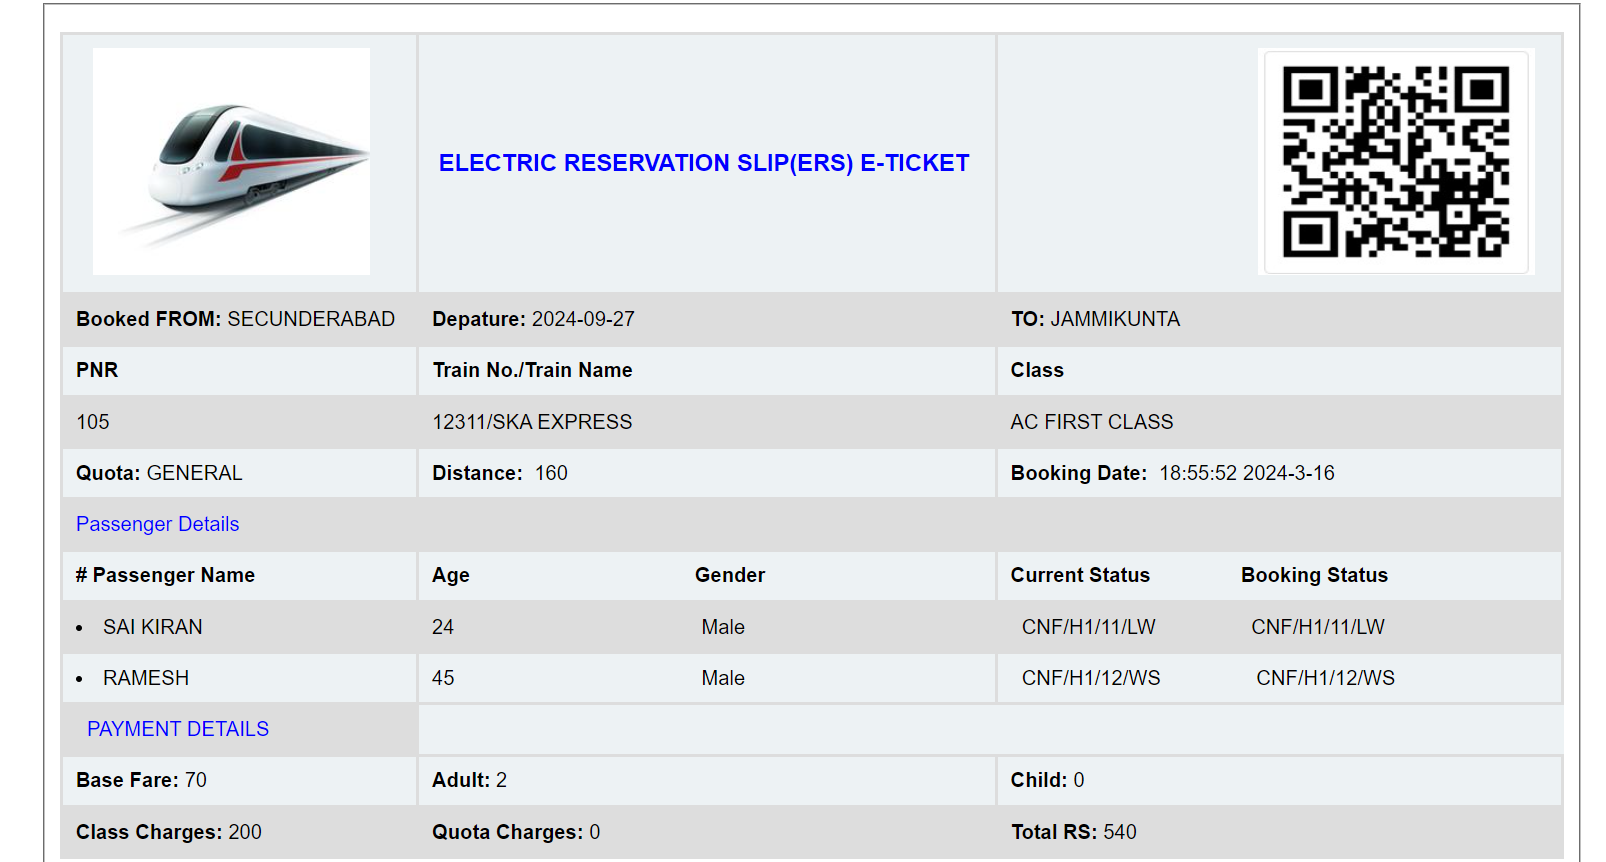 ELECTRIC RESERVATION SLIP(ERS) E-TICKET
Booked FROM: SECUNDERABAD Depature: 2024-09-27 TO: JAMMIKUNTA
PNR Train No./Train Name Class
105 12311/SKA EXPRESS AC FIRST CLASS
Quota: GENERAL Distance: 160 Booking Date: 18:55:52 2024-3-16
Passenger Details
# Passenger Name Age Gender Current Status Booking Status
• SAI KIRAN 24 Male CNF/H1/11/LW CNF/H1/11/LW
• RAMESH 45 Male CNF/H1/12/WS CNF/H1/12/WS
PAYMENT DETAILS
Base Fare: 70 Adult: 2 Child: 0
Class Charges: 200 Quota Charges: 0 Total RS: 540